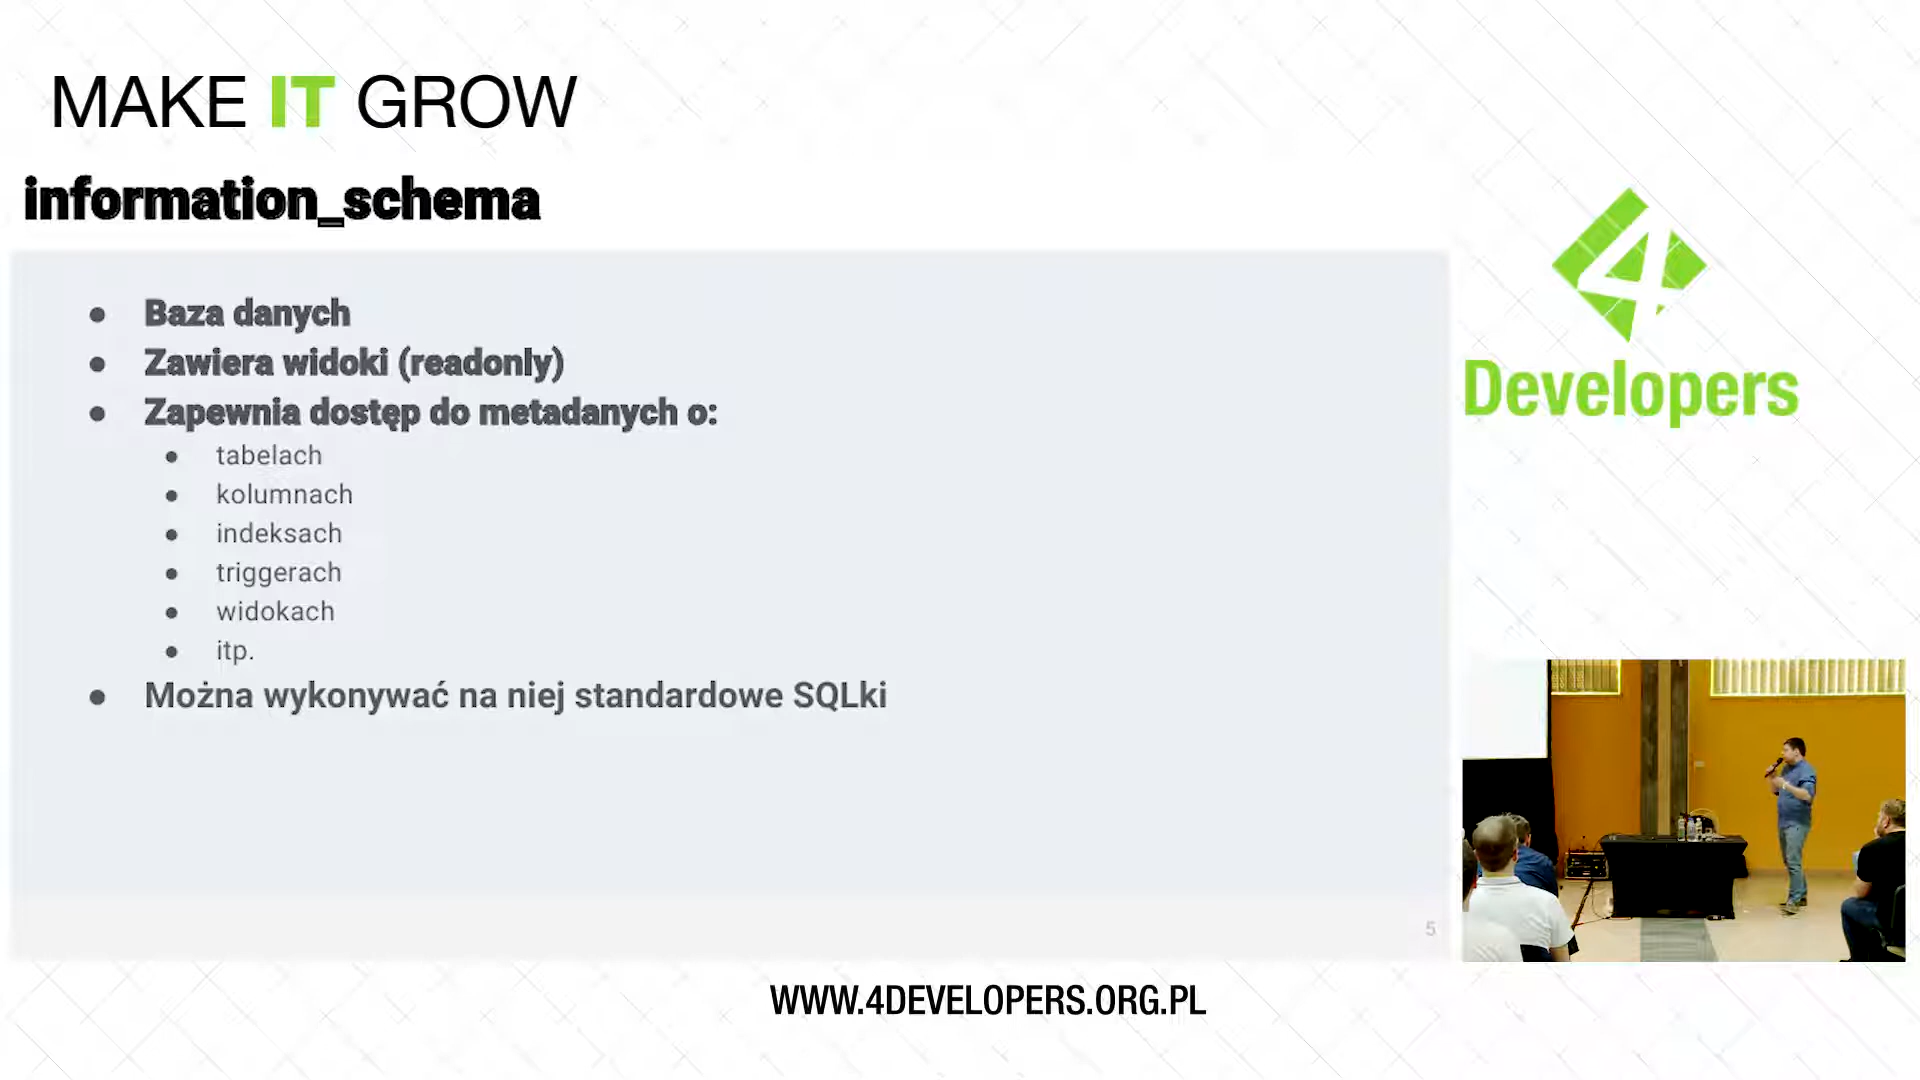 MAKE IT GROW
information_schema
● Baza danych
● Zawiera widoki (readonly)
● Zapewnia dostęp do metadanych o:
● tabelach
● kolumnach
● indeksach
● triggerach
● widokach
● itp.
● Można wykonywać na niej standardowe SQLki
5
4
Developers
WWW.4DEVELOPERS.ORG.PL